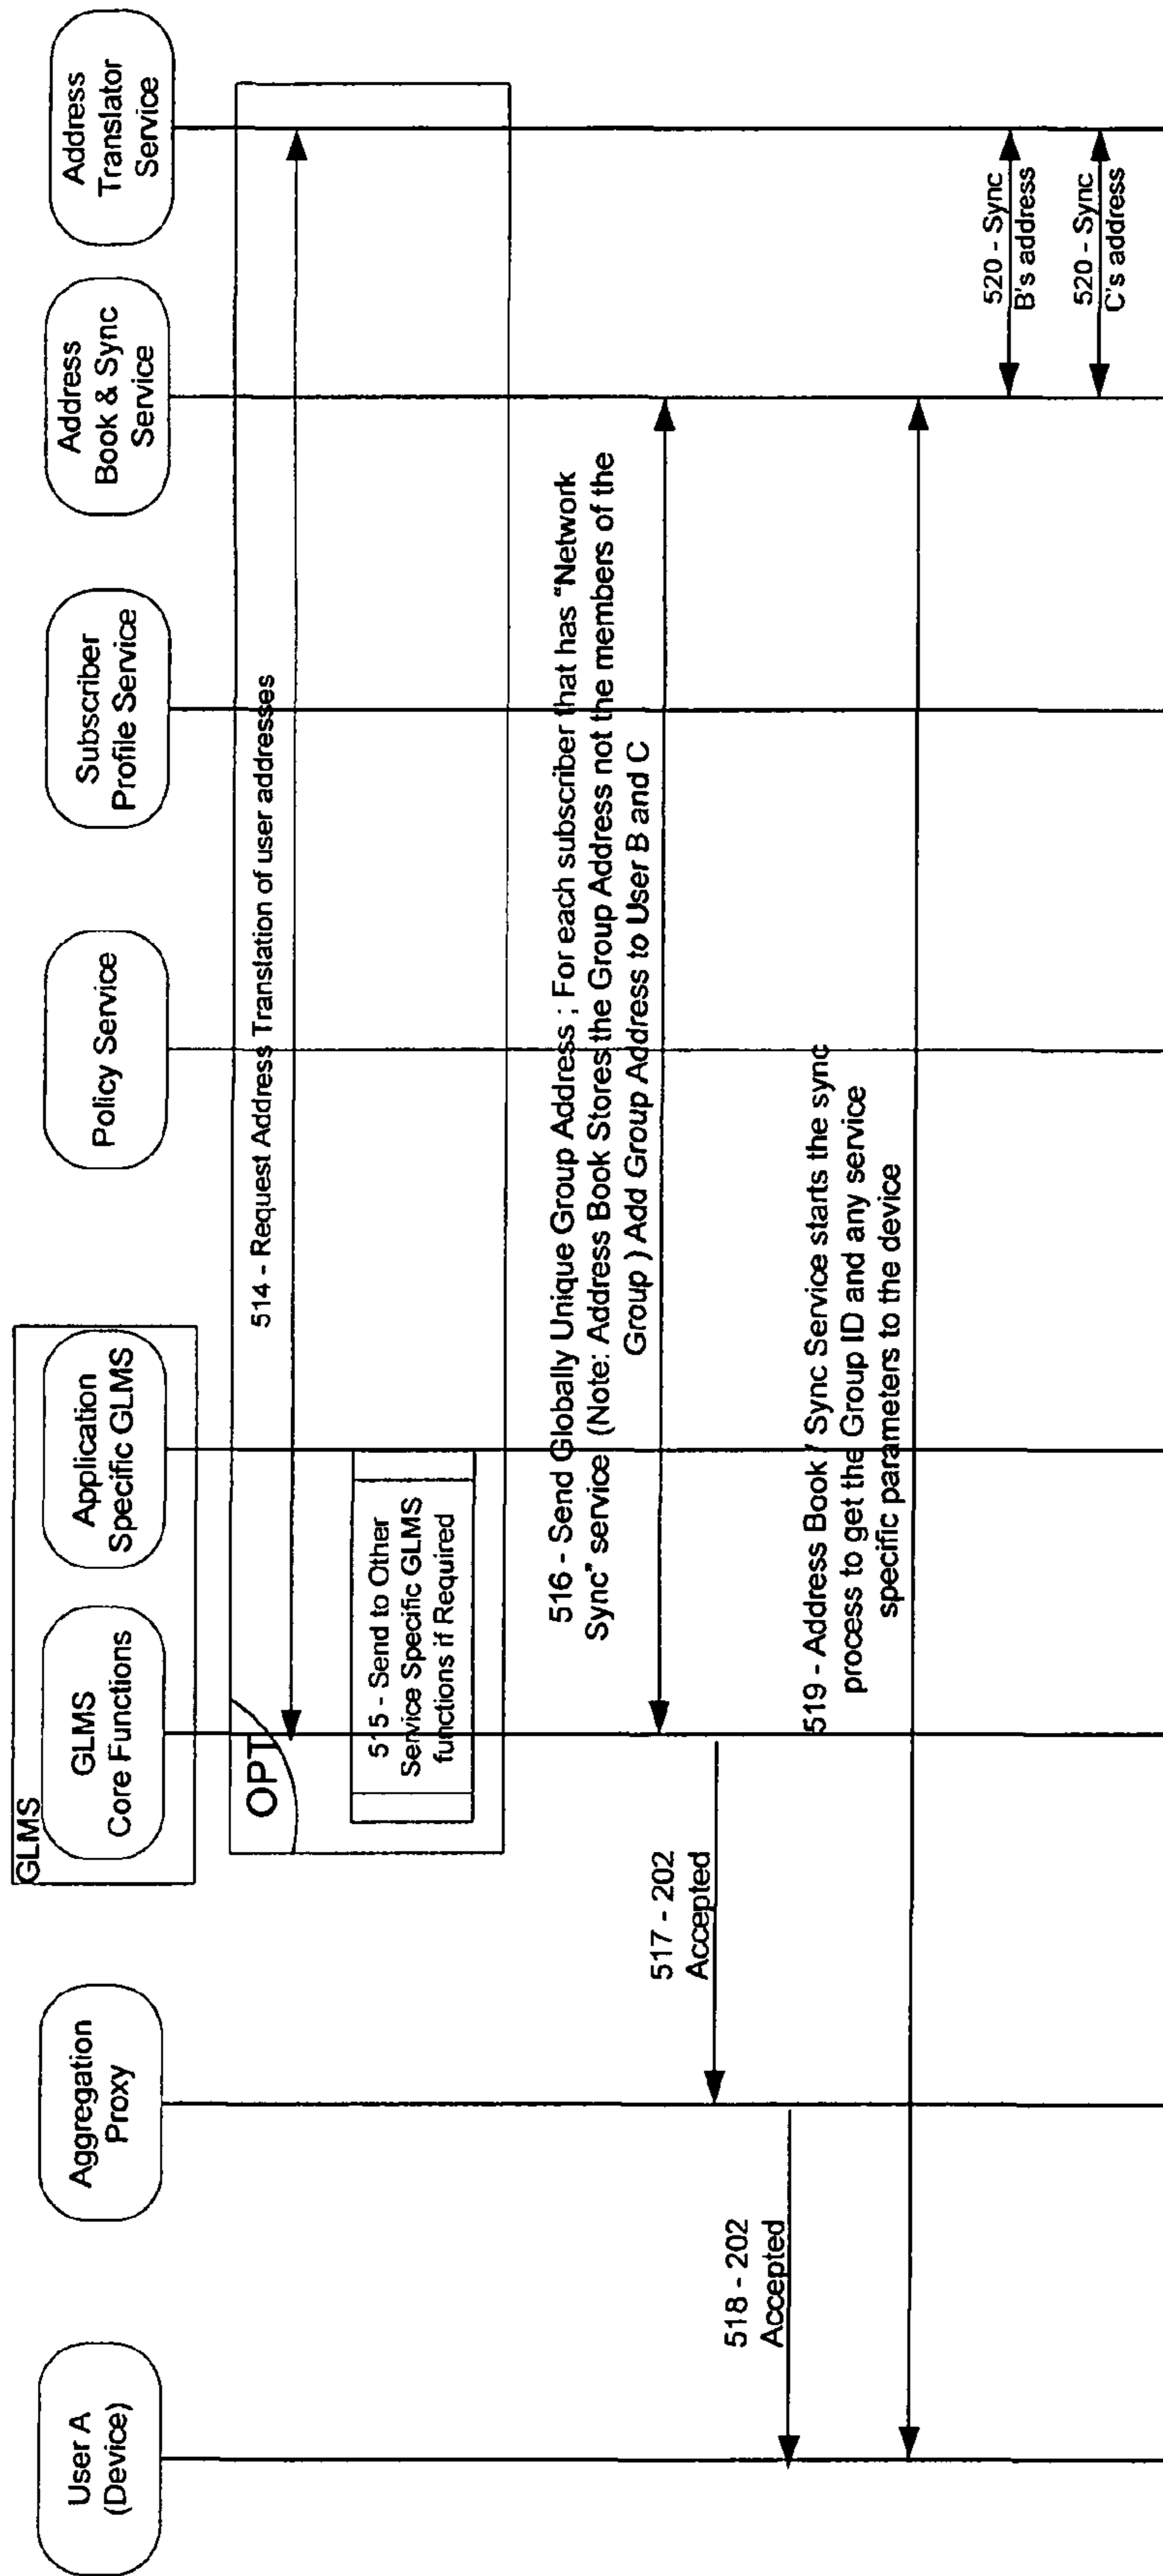 User A
(Device)
Aggregation
Proxy
GLMS
GLMS
Core Functions
Application
Specific GLMS
Policy Service
Subscriber
Profile Service
Address
Book & Sync
Service
Address
Translator
Service
OPT
514 - Request Address Translation of user addresses
515 - Send to Other
Service Specific GLMS
functions if Required
516 - Send Globally Unique Group Address ; For each subscriber that has "Network
Sync" service (Note: Address Book Stores the Group Address not the members of the
Group ) Add Group Address to User B and C
517 - 202
Accepted
518 - 202
Accepted
519 - Address Book / Sync Service starts the sync
process to get the Group ID and any service
specific parameters to the device
520 - Sync
B's address
520 - Sync
C's address